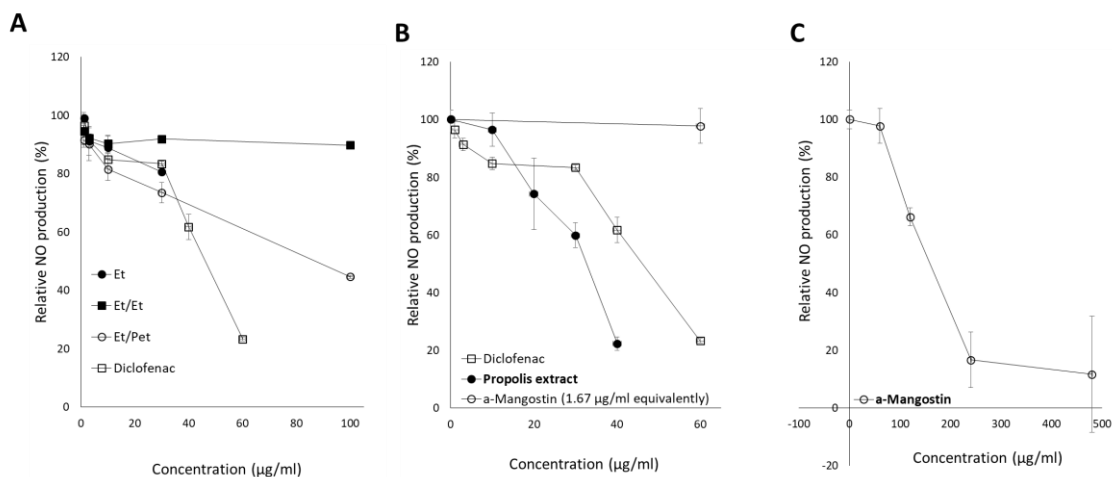 A
120
100
80
60
40
20
0
Relative NO production (%)
Et
Et/Et
Et/Pet
Diclofenac
0 20 40 60 80 100
Concentration (µg/ml)
B
120
100
80
60
40
20
0
Relative NO production (%)
Diclofenac
Propolis extract
a-Mangostin (1.67 µg/ml equivalently)
0 20 40 60
Concentration (µg/ml)
C
120
100
80
60
40
20
0
-20
Relative NO production (%)
a-Mangostin
-100 0 100 200 300 400 500
Concentration (µg/ml)